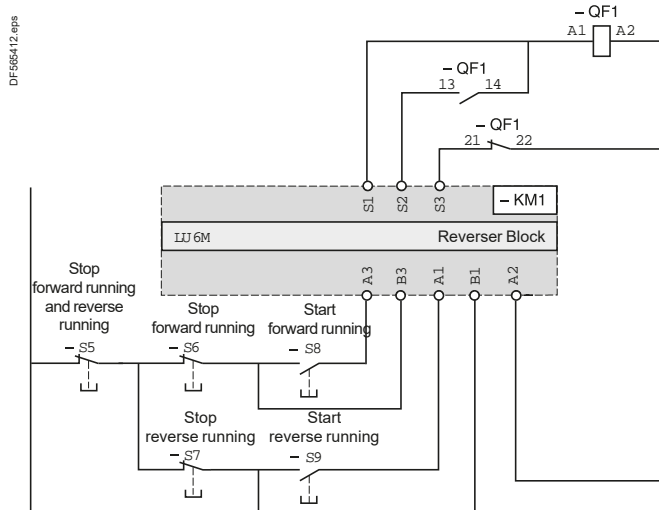 DF565412.eps
– QF1
A1 A2
– QF1
13 14
– QF1
21 22
S1 S2 S3
– KM1
LU6M Reverser Block
A3 B3 A1 B1 A2
Stop
forward running
and reverse
running
– S5
Stop
forward running
– S6
Start
forward running
– S8
Stop
reverse running
– S7
Start
reverse running
– S9